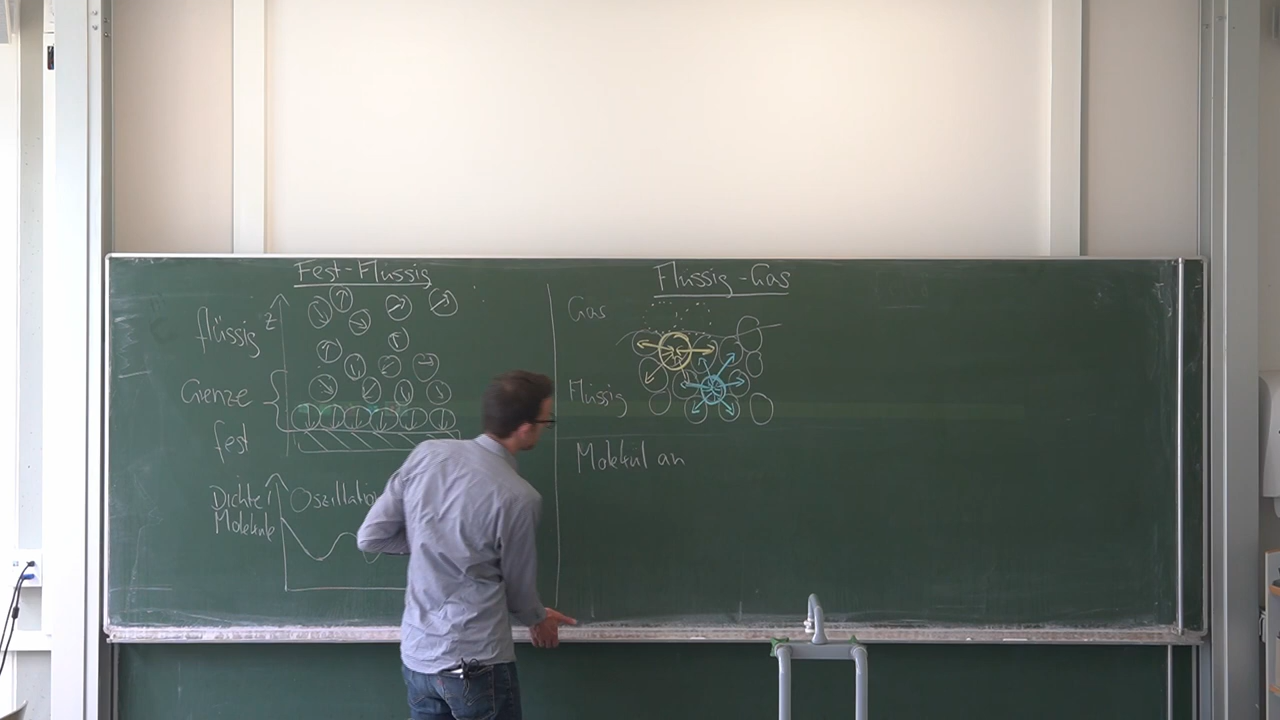 Fest-Flüssig
z
flüssig
Grenze
fest
Dichte
Moleküle
Oszillation
Flüssig-Gas
Gas
Flüssig
Molekül an